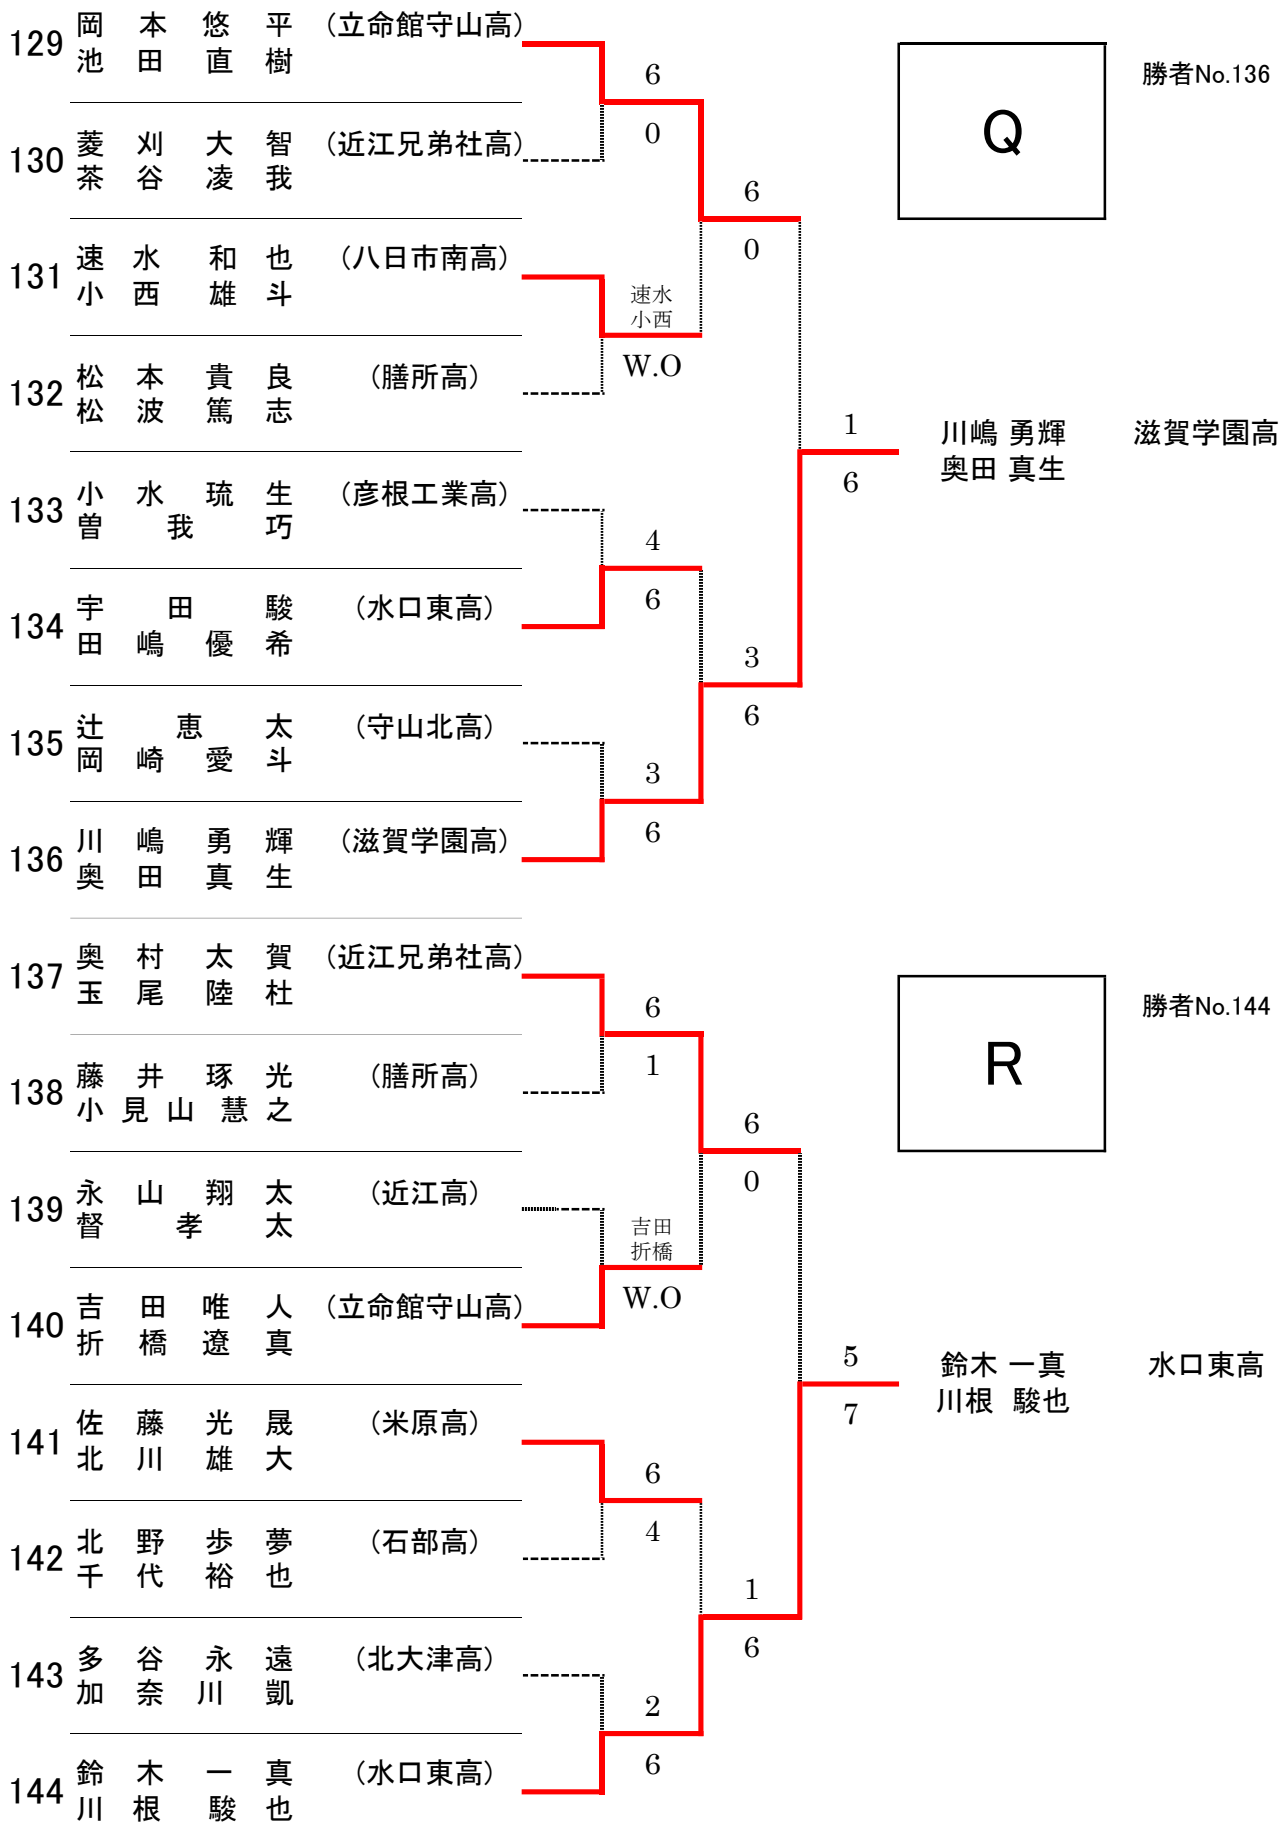 129 岡本悠平 (立命館守山高)
池田直樹
130 菱刈大智 (近江兄弟社高)
茶谷凌我
131 速水和也 (八日市南高)
小西雄斗
132 松本貴良 (膳所高)
松波篤志
133 小水琉生 (彦根工業高)
曽我巧
134 宇田駿 (水口東高)
田嶋優希
135 辻恵太 (守山北高)
岡崎愛斗
136 川嶋勇輝 (滋賀学園高)
奥田真生
6
0
速水
小西
W.O
4
6
3
6
6
0
3
6
1
6
Q
勝者No.136
川嶋 勇輝 滋賀学園高
奥田 真生
137 奥村太賀 (近江兄弟社高)
玉尾陸杜
138 藤井琢光 (膳所高)
小見山慧之
139 永山翔太 (近江高)
督孝太
140 吉田唯人 (立命館守山高)
折橋遼真
141 佐藤光晟 (米原高)
北川雄大
142 北野歩夢 (石部高)
千代裕也
143 多谷永遠 (北大津高)
加奈川凱
144 鈴木一真 (水口東高)
川根駿也
6
1
吉田
折橋
W.O
6
4
2
6
6
0
1
6
5
7
R
勝者No.144
鈴木 一真 水口東高
川根 駿也